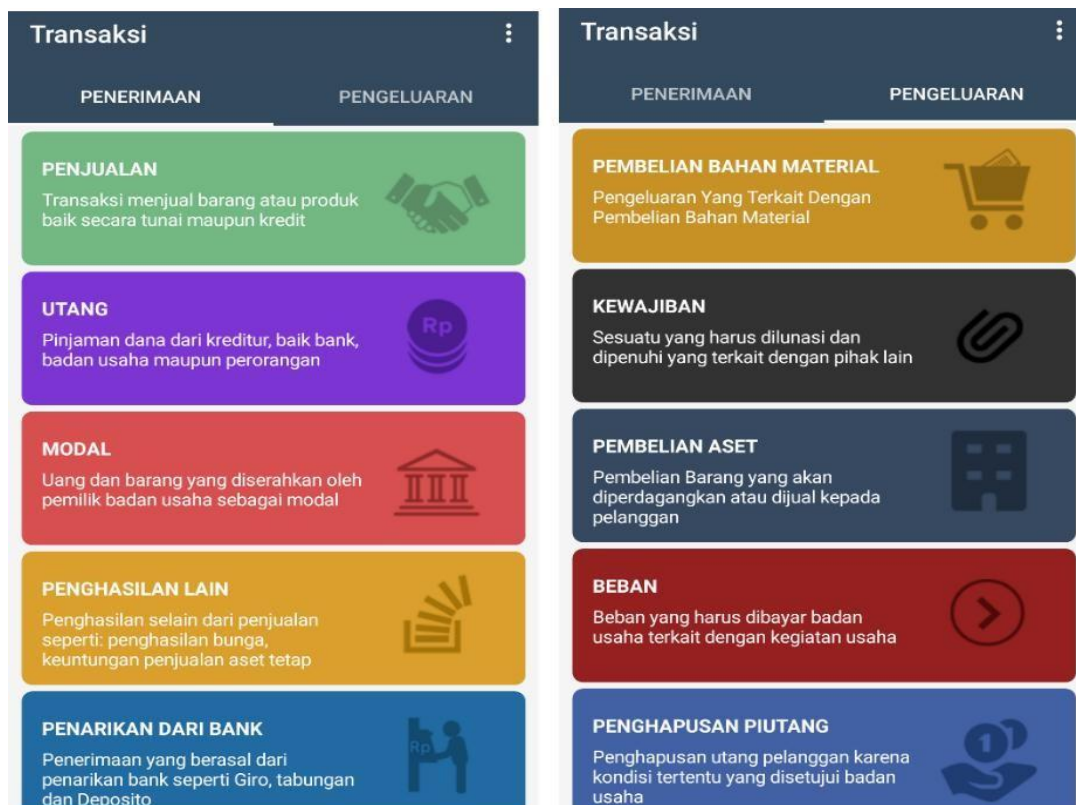 Transaksi
PENERIMAAN PENGELUARAN
PENJUALAN
Transaksi menjual barang atau produk
baik secara tunai maupun kredit
UTANG
Pinjaman dana dari kreditur, baik bank,
badan usaha maupun perorangan
Rp
MODAL
Uang dan barang yang diserahkan oleh
pemilik badan usaha sebagai modal
PENGHASILAN LAIN
Penghasilan selain dari penjualan
seperti: penghasilan bunga,
keuntungan penjualan aset tetap
PENARIKAN DARI BANK
Penerimaan yang berasal dari
penarikan bank seperti Giro, tabungan
dan Deposito
Rp
Transaksi
PENERIMAAN PENGELUARAN
PEMBELIAN BAHAN MATERIAL
Pengeluaran Yang Terkait Dengan
Pembelian Bahan Material
KEWAJIBAN
Sesuatu yang harus dilunasi dan
dipenuhi yang terkait dengan pihak lain
PEMBELIAN ASET
Pembelian Barang yang akan
diperdagangkan atau dijual kepada
pelanggan
BEBAN
Beban yang harus dibayar badan
usaha terkait dengan kegiatan usaha
PENGHAPUSAN PIUTANG
Penghapusan utang pelanggan karena
kondisi tertentu yang disetujui badan
usaha
1